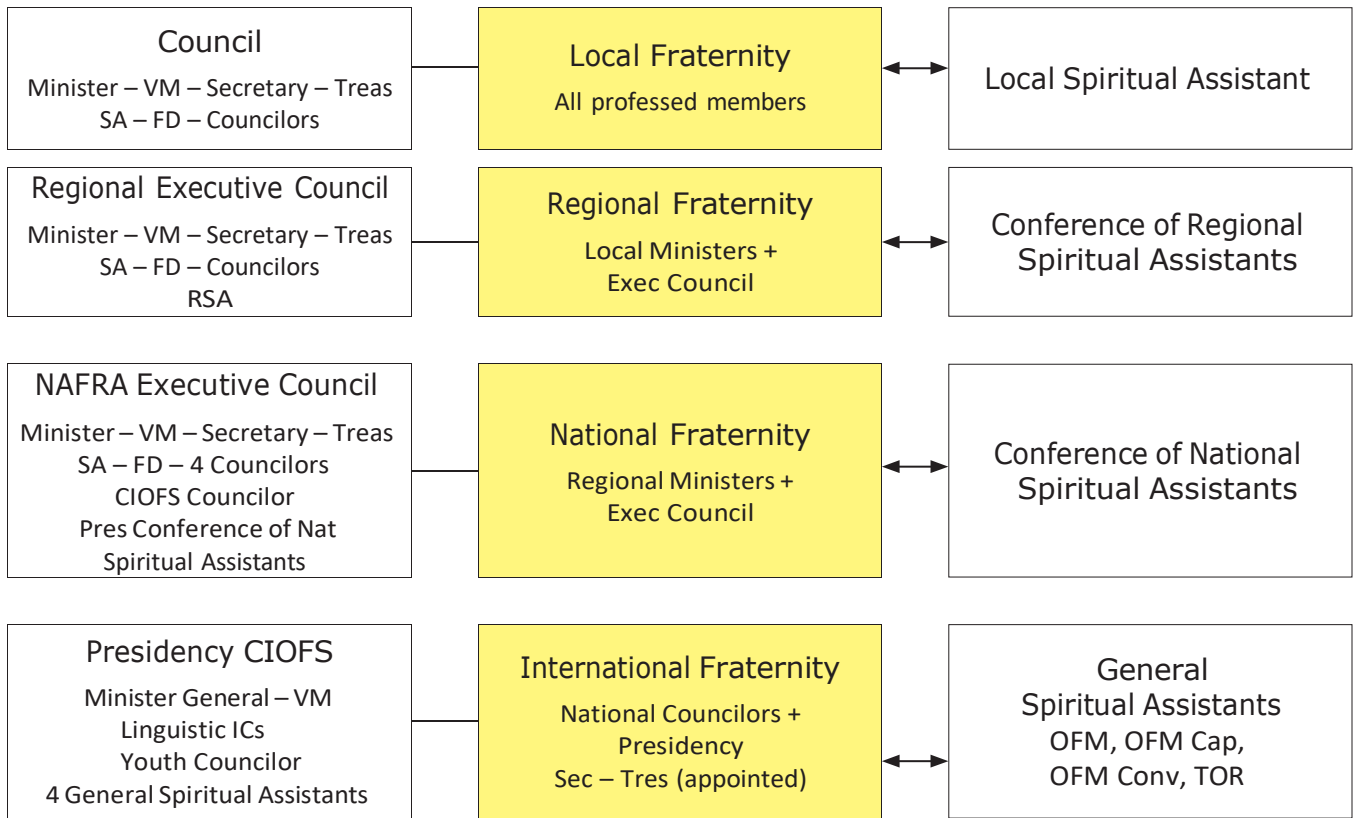 Council
Minister – VM – Secretary – Treas
SA – FD – Councilors
Local Fraternity
All professed members
Local Spiritual Assistant
Regional Executive Council
Minister – VM – Secretary – Treas
SA – FD – Councilors
RSA
Regional Fraternity
Local Ministers +
Exec Council
Conference of Regional
Spiritual Assistants
NAFRA Executive Council
Minister – VM – Secretary – Treas
SA – FD – 4 Councilors
CIOFS Councilor
Pres Conference of Nat
Spiritual Assistants
National Fraternity
Regional Ministers +
Exec Council
Conference of National
Spiritual Assistants
Presidency CIOFS
Minister General – VM
Linguistic ICs
Youth Councilor
4 General Spiritual Assistants
International Fraternity
National Councilors +
Presidency
Sec – Tres (appointed)
General
Spiritual Assistants
OFM, OFM Cap,
OFM Conv, TOR